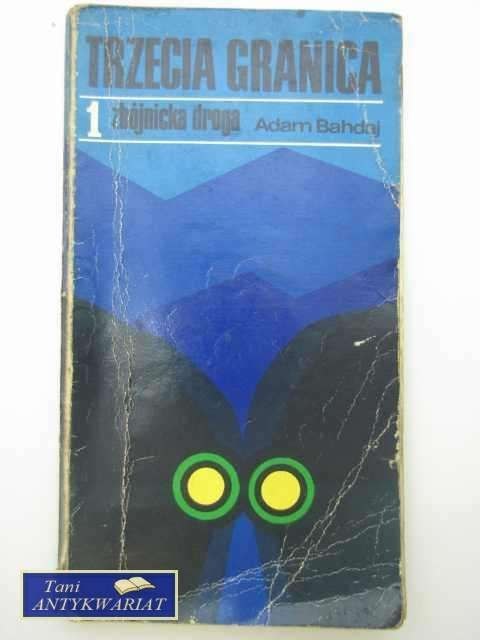 TRZECIA GRANICA
1 zbójnicka droga Adam Bahdaj
Tani
ANTYKWARIAT